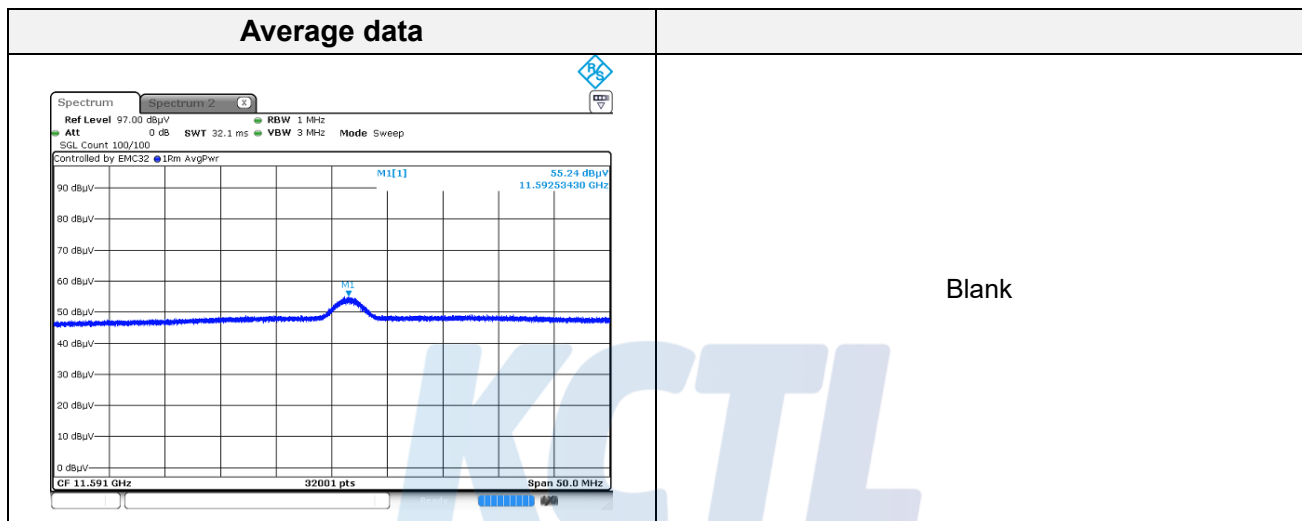 Average data
R&S
Spectrum
Spectrum 2
X
Ref Level 97.00 dBµV
RBW 1 MHz
Att 0 dB SWT 32.1 ms VBW 3 MHz Mode Sweep
SGL Count 100/100
Controlled by EMC32 1Rm AvgPwr
M1[1] 55.24 dBµV
11.59253430 GHz
90 dBµV
80 dBµV
70 dBµV
60 dBµV
M1
50 dBµV
40 dBµV
30 dBµV
20 dBµV
10 dBµV
0 dBµV
CF 11.591 GHz 32001 pts Span 50.0 MHz
Blank
KCTL